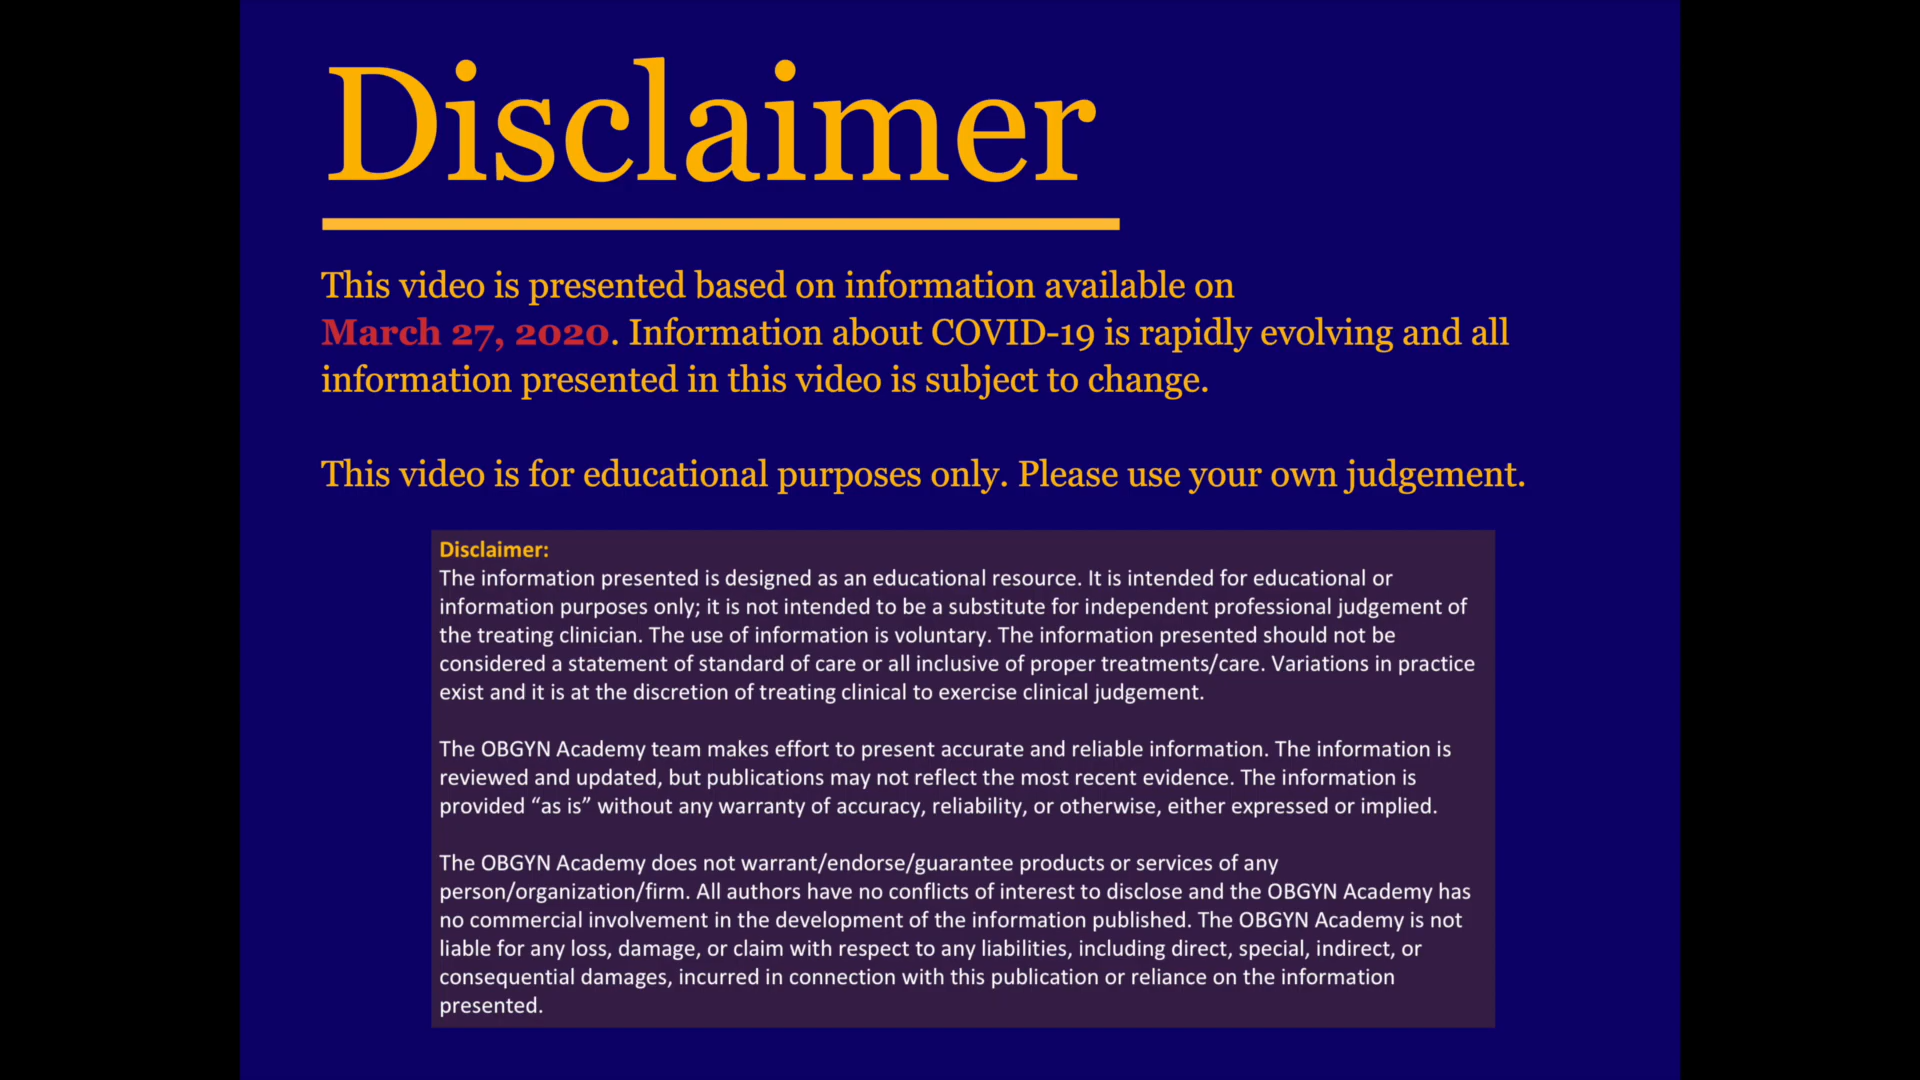 Disclaimer
This video is presented based on information available on
March 27, 2020. Information about COVID-19 is rapidly evolving and all
information presented in this video is subject to change.
This video is for educational purposes only. Please use your own judgement.
Disclaimer:
The information presented is designed as an educational resource. It is intended for educational or
information purposes only; it is not intended to be a substitute for independent professional judgement of
the treating clinician. The use of information is voluntary. The information presented should not be
considered a statement of standard of care or all inclusive of proper treatments/care. Variations in practice
exist and it is at the discretion of treating clinical to exercise clinical judgement.
The OBGYN Academy team makes effort to present accurate and reliable information. The information is
reviewed and updated, but publications may not reflect the most recent evidence. The information is
provided “as is” without any warranty of accuracy, reliability, or otherwise, either expressed or implied.
The OBGYN Academy does not warrant/endorse/guarantee products or services of any
person/organization/firm. All authors have no conflicts of interest to disclose and the OBGYN Academy has
no commercial involvement in the development of the information published. The OBGYN Academy is not
liable for any loss, damage, or claim with respect to any liabilities, including direct, special, indirect, or
consequential damages, incurred in connection with this publication or reliance on the information
presented.